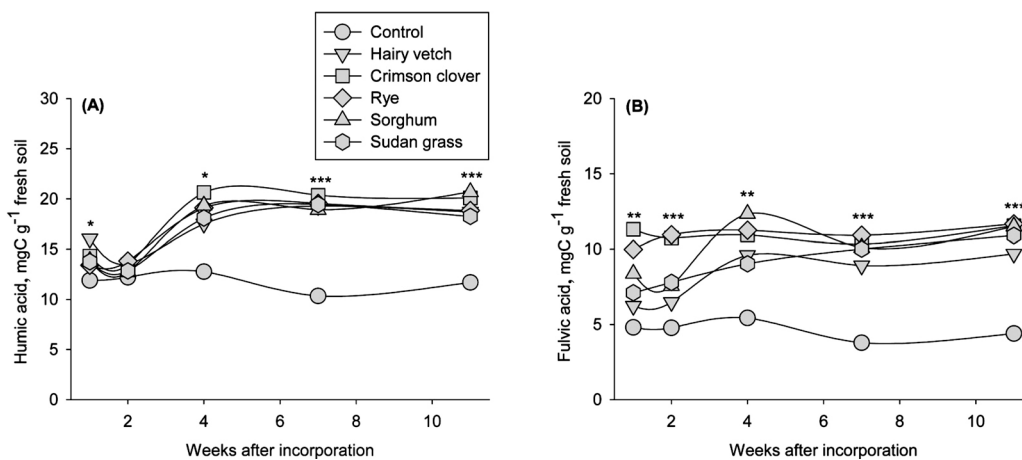 Control
Hairy vetch
Crimson clover
Rye
Sorghum
Sudan grass
(A)
30
25
20
15
10
5
0
Humic acid, mgC g-1 fresh soil
* * *** ***
2 4 6 8 10
Weeks after incorporation
(B)
20
15
10
5
0
Fulvic acid, mgC g-1 fresh soil
** *** ** *** ***
2 4 6 8 10
Weeks after incorporation